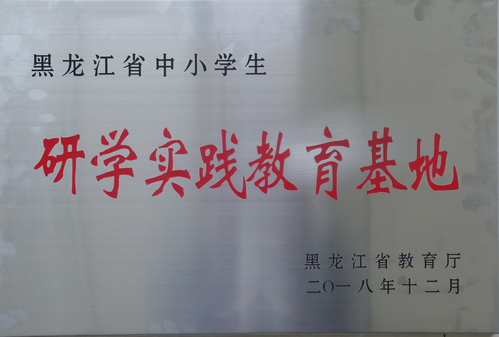 黑龙江省中小学生
研学实践教育基地
黑龙江省教育厅
二〇一八年十二月